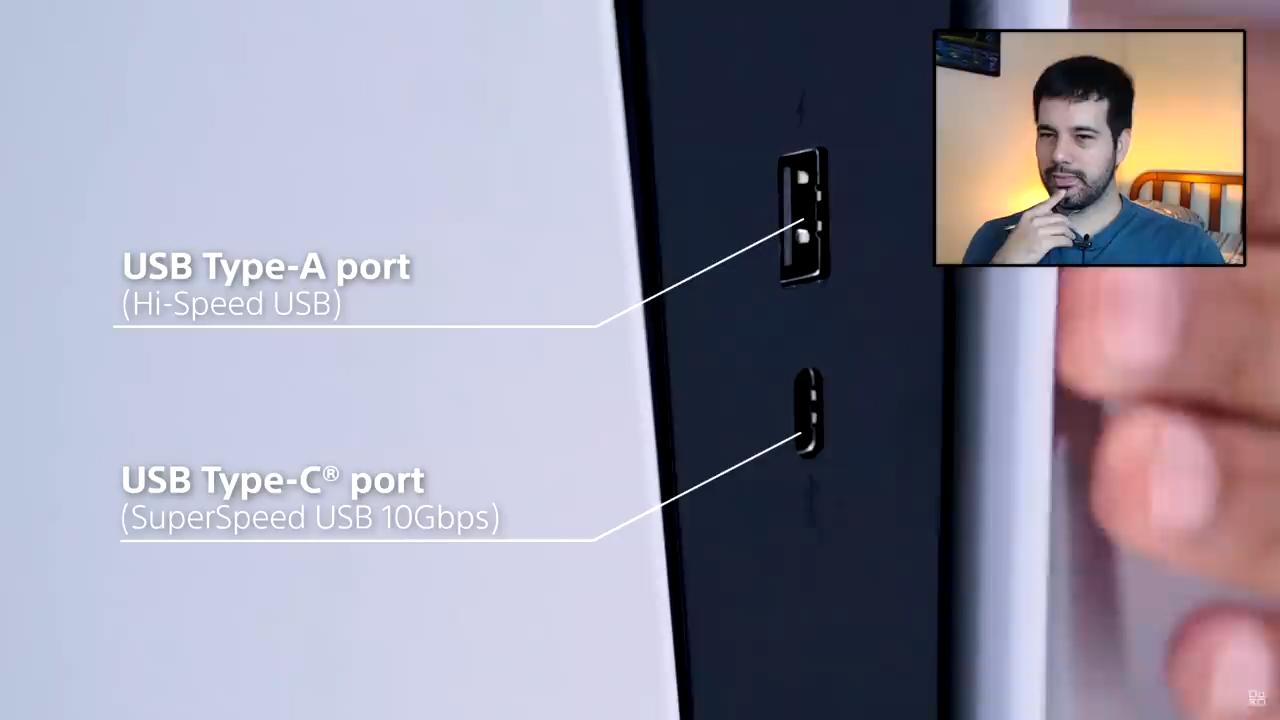 USB Type-A port
(Hi-Speed USB)
USB Type-C® port
(SuperSpeed USB 10Gbps)